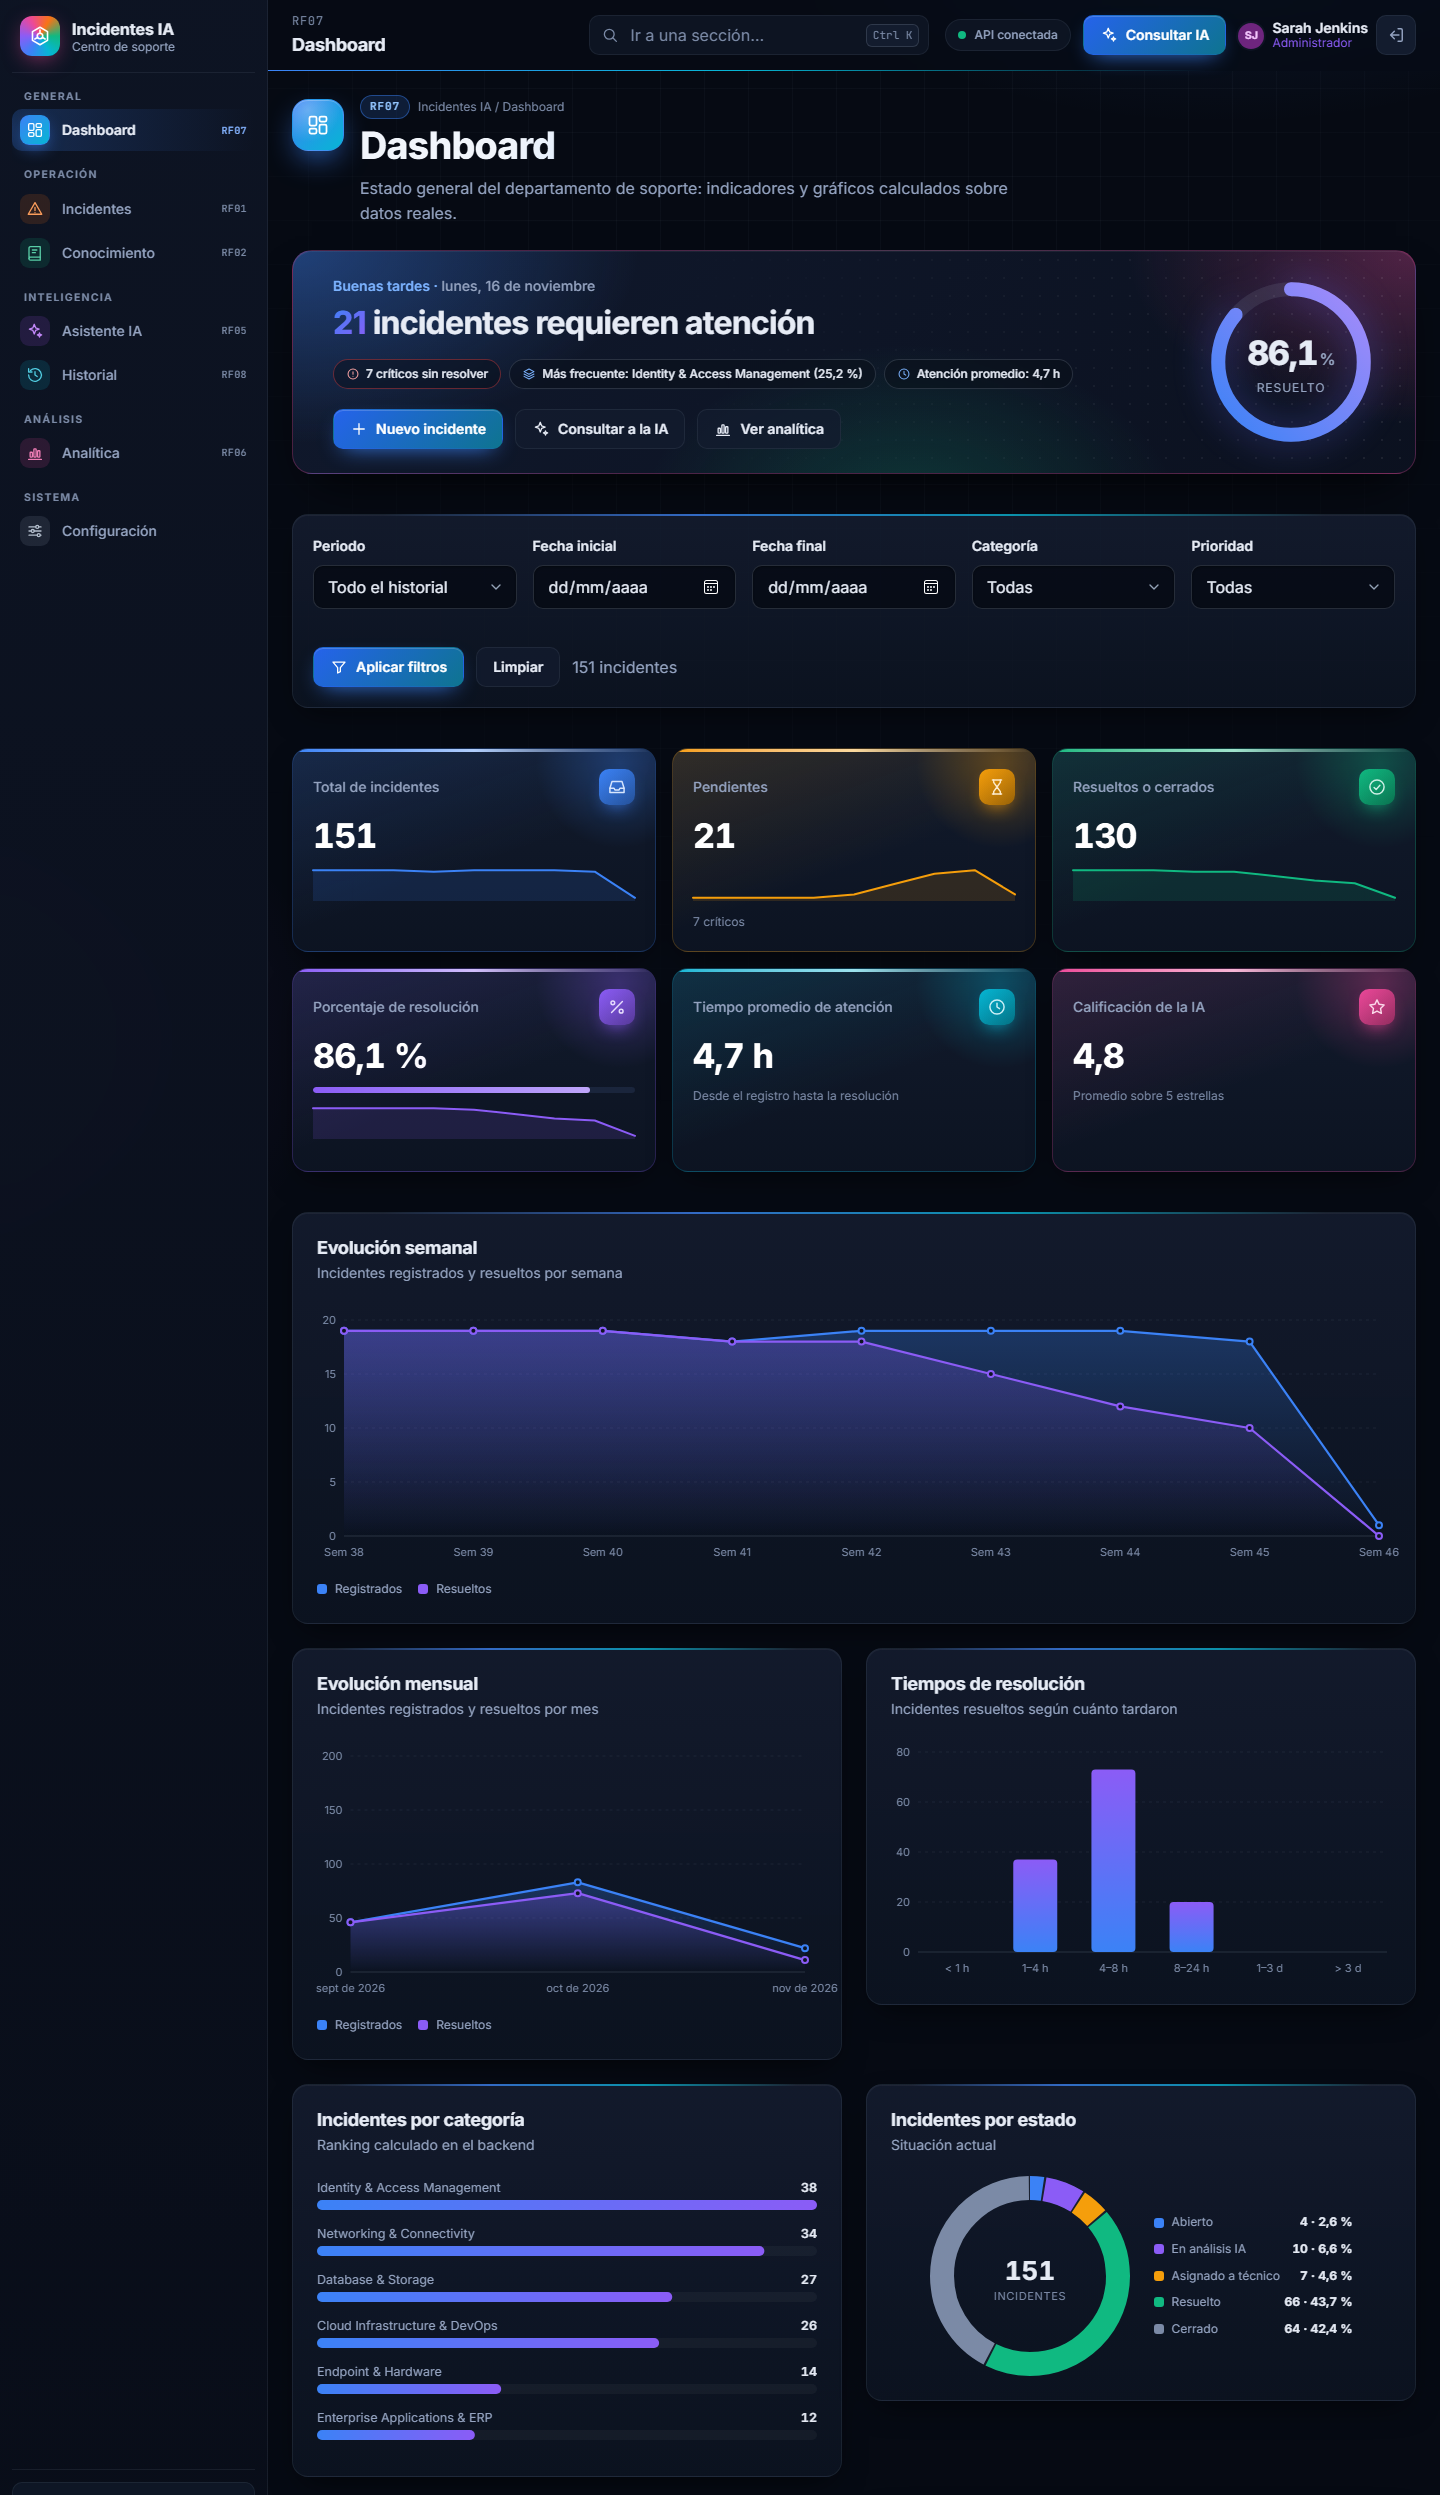 Incidentes IA
Centro de soporte
GENERAL
Dashboard RF07
OPERACIÓN
Incidentes RF01
Conocimiento RF02
INTELIGENCIA
Asistente IA RF05
Historial RF08
ANÁLISIS
Analítica RF06
SISTEMA
Configuración
RF07
Dashboard
Ir a una sección... Ctrl K
API conectada
Consultar IA
SJ
Sarah Jenkins
Administrador
RF07 Incidentes IA / Dashboard
Dashboard
Estado general del departamento de soporte: indicadores y gráficos calculados sobre
datos reales.
Buenas tardes · lunes, 16 de noviembre
21 incidentes requieren atención
7 críticos sin resolver
Más frecuente: Identity & Access Management (25,2 %)
Atención promedio: 4,7 h
Nuevo incidente
Consultar a la IA
Ver analítica
86,1 %
RESUELTO
Periodo
Todo el historial
Fecha inicial
dd/mm/aaaa
Fecha final
dd/mm/aaaa
Categoría
Todas
Prioridad
Todas
Aplicar filtros
Limpiar
151 incidentes
Total de incidentes
151
Pendientes
21
7 críticos
Resueltos o cerrados
130
Porcentaje de resolución
86,1 %
Tiempo promedio de atención
4,7 h
Desde el registro hasta la resolución
Calificación de la IA
4,8
Promedio sobre 5 estrellas
Evolución semanal
Incidentes registrados y resueltos por semana
20
15
10
5
0
Sem 38 Sem 39 Sem 40 Sem 41 Sem 42 Sem 43 Sem 44 Sem 45 Sem 46
Registrados Resueltos
Evolución mensual
Incidentes registrados y resueltos por mes
200
150
100
50
0
sept de 2026 oct de 2026 nov de 2026
Registrados Resueltos
Tiempos de resolución
Incidentes resueltos según cuánto tardaron
80
60
40
20
0
< 1 h 1–4 h 4–8 h 8–24 h 1–3 d > 3 d
Incidentes por categoría
Ranking calculado en el backend
Identity & Access Management 38
Networking & Connectivity 34
Database & Storage 27
Cloud Infrastructure & DevOps 26
Endpoint & Hardware 14
Enterprise Applications & ERP 12
Incidentes por estado
Situación actual
151
INCIDENTES
Abierto 4 · 2,6 %
En análisis IA 10 · 6,6 %
Asignado a técnico 7 · 4,6 %
Resuelto 66 · 43,7 %
Cerrado 64 · 42,4 %